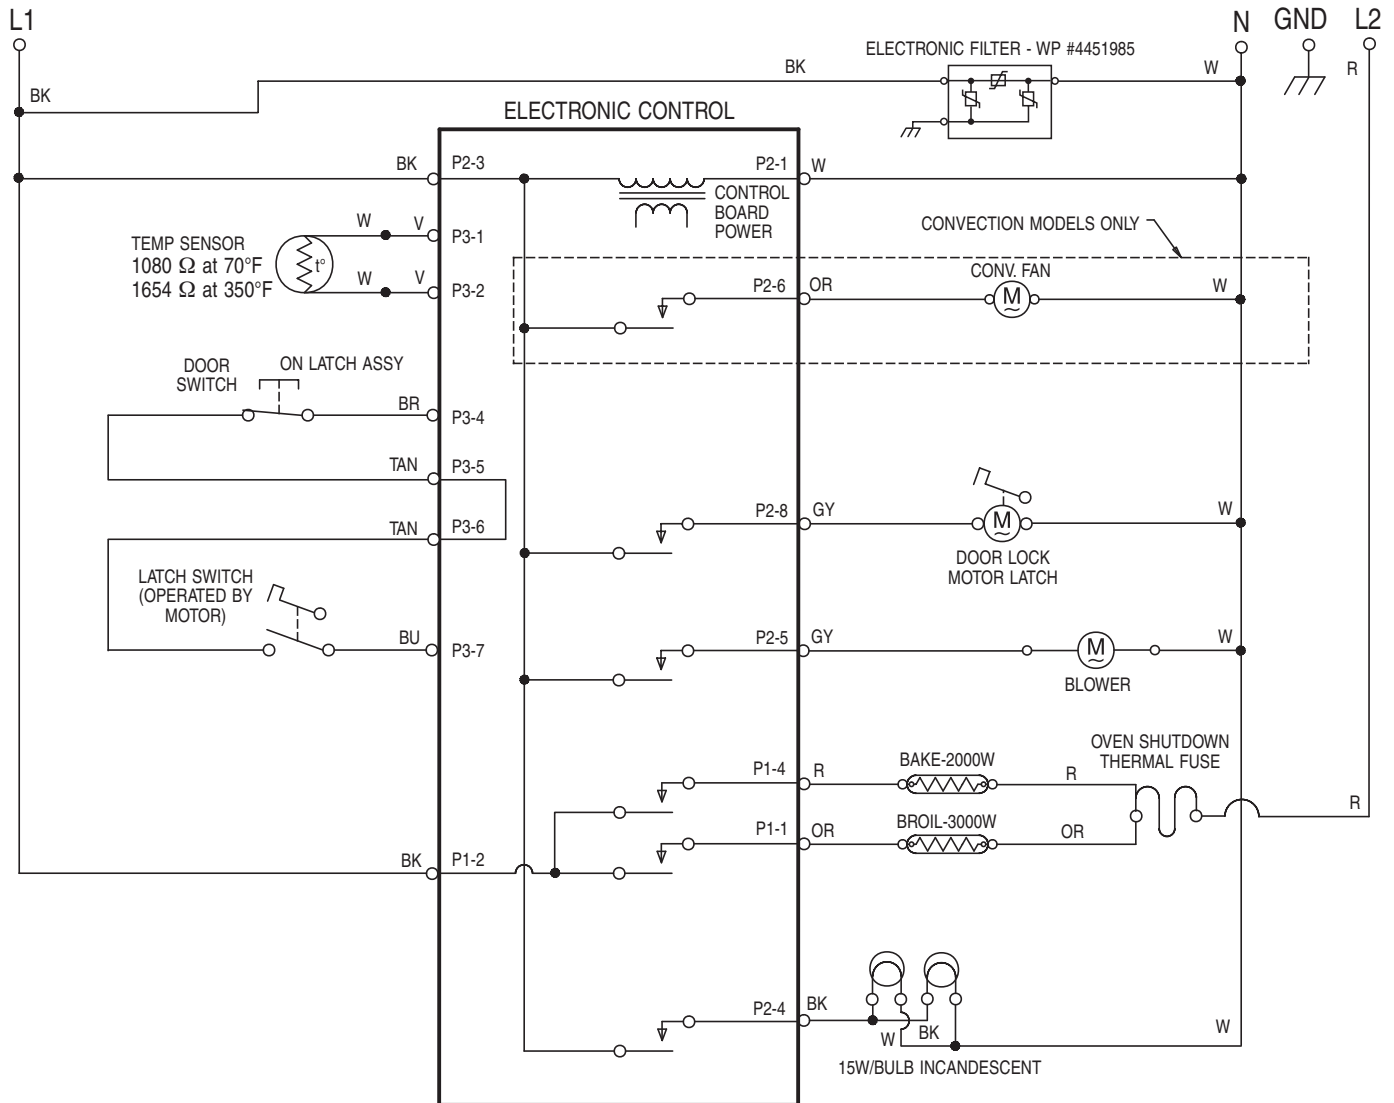 L1
N
GND
L2
ELECTRONIC FILTER - WP #4451985
BK
BK
W
R
ELECTRONIC CONTROL
BK
P2-3
P2-1
W
CONTROL
BOARD
POWER
W
V
P3-1
TEMP SENSOR
1080 Ω at 70°F
1654 Ω at 350°F
t°
W
V
P3-2
CONVECTION MODELS ONLY
P2-6
OR
CONV. FAN
M
~
W
DOOR
SWITCH
ON LATCH ASSY
BR
P3-4
TAN
P3-5
TAN
P3-6
P2-8
GY
M
~
W
DOOR LOCK
MOTOR LATCH
LATCH SWITCH
(OPERATED BY
MOTOR)
BU
P3-7
P2-5
GY
M
~
W
BLOWER
OVEN SHUTDOWN
THERMAL FUSE
P1-4
R
BAKE-2000W
R
R
P1-1
OR
BROIL-3000W
OR
BK
P1-2
P2-4
BK
W
BK
W
15W/BULB INCANDESCENT